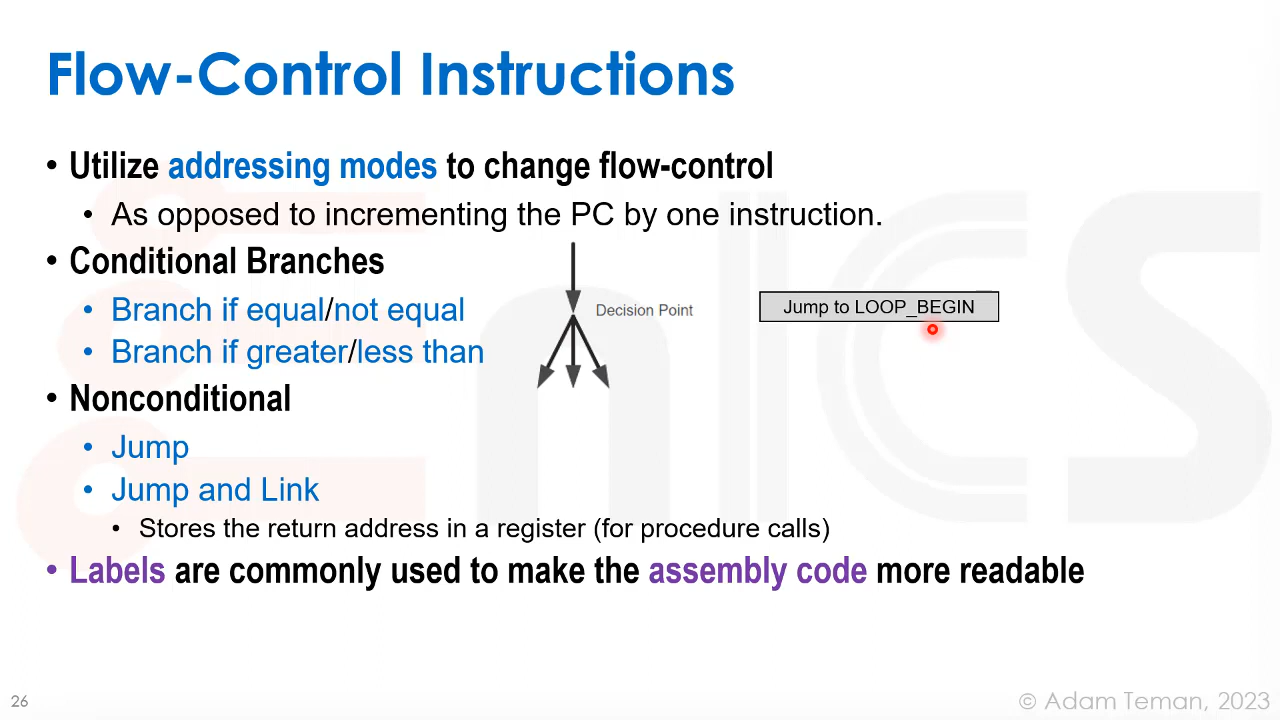 Flow-Control Instructions
• Utilize addressing modes to change flow-control
• As opposed to incrementing the PC by one instruction.
• Conditional Branches
• Branch if equal/not equal
• Branch if greater/less than
Decision Point
Jump to LOOP_BEGIN
• Nonconditional
• Jump
• Jump and Link
• Stores the return address in a register (for procedure calls)
• Labels are commonly used to make the assembly code more readable
26
© Adam Teman, 2023
EnICS